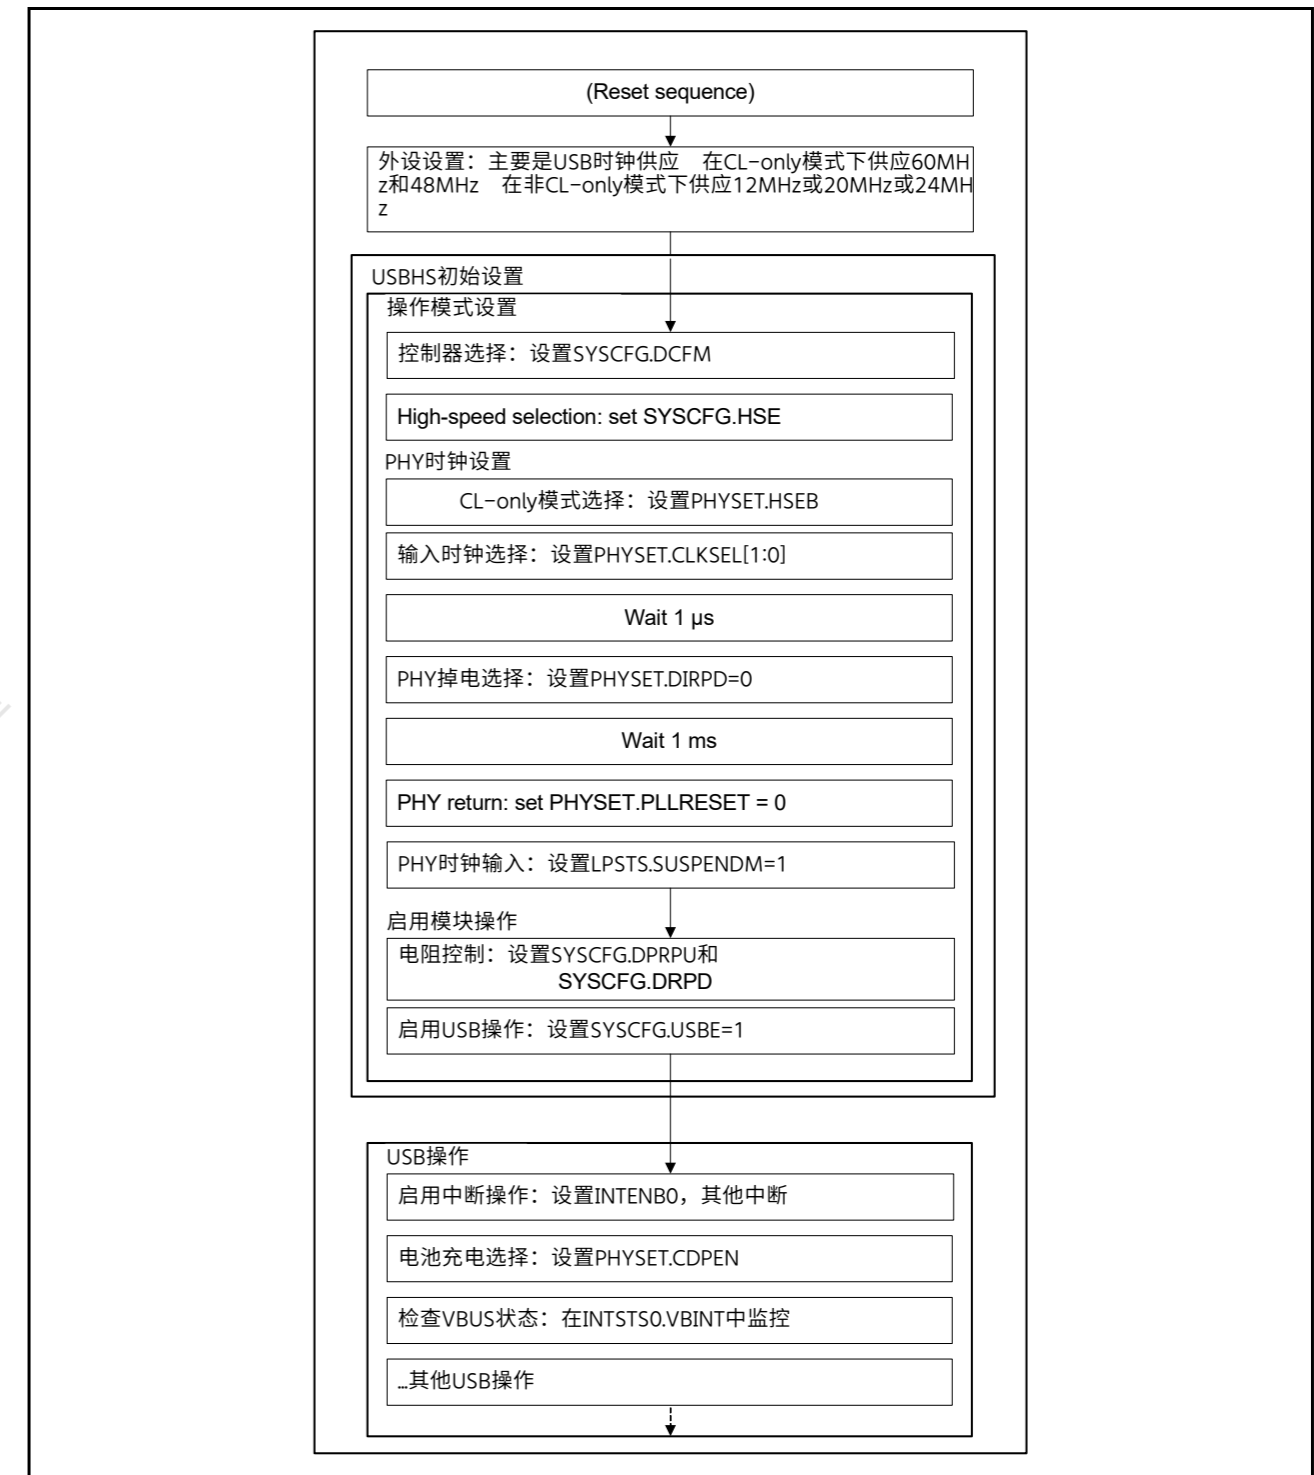 (Reset sequence)
外设设置：主要是USB时钟供应　在CL-only模式下供应60MH
z和48MHz　在非CL-only模式下供应12MHz或20MHz或24MH
z
USBHS初始设置
操作模式设置
控制器选择：设置SYSCFG.DCFM
High-speed selection: set SYSCFG.HSE
PHY时钟设置
CL-only模式选择：设置PHYSET.HSEB
输入时钟选择：设置PHYSET.CLKSEL[1:0]
Wait 1 μs
PHY掉电选择：设置PHYSET.DIRPD=0
Wait 1 ms
PHY return: set PHYSET.PLLRESET = 0
PHY时钟输入：设置LPSTS.SUSPENDM=1
启用模块操作
电阻控制：设置SYSCFG.DPRPU和
SYSCFG.DRPD
启用USB操作：设置SYSCFG.USBE=1
USB操作
启用中断操作：设置INTENB0，其他中断
电池充电选择：设置PHYSET.CDPEN
检查VBUS状态：在INTSTS0.VBINT中监控
…其他USB操作